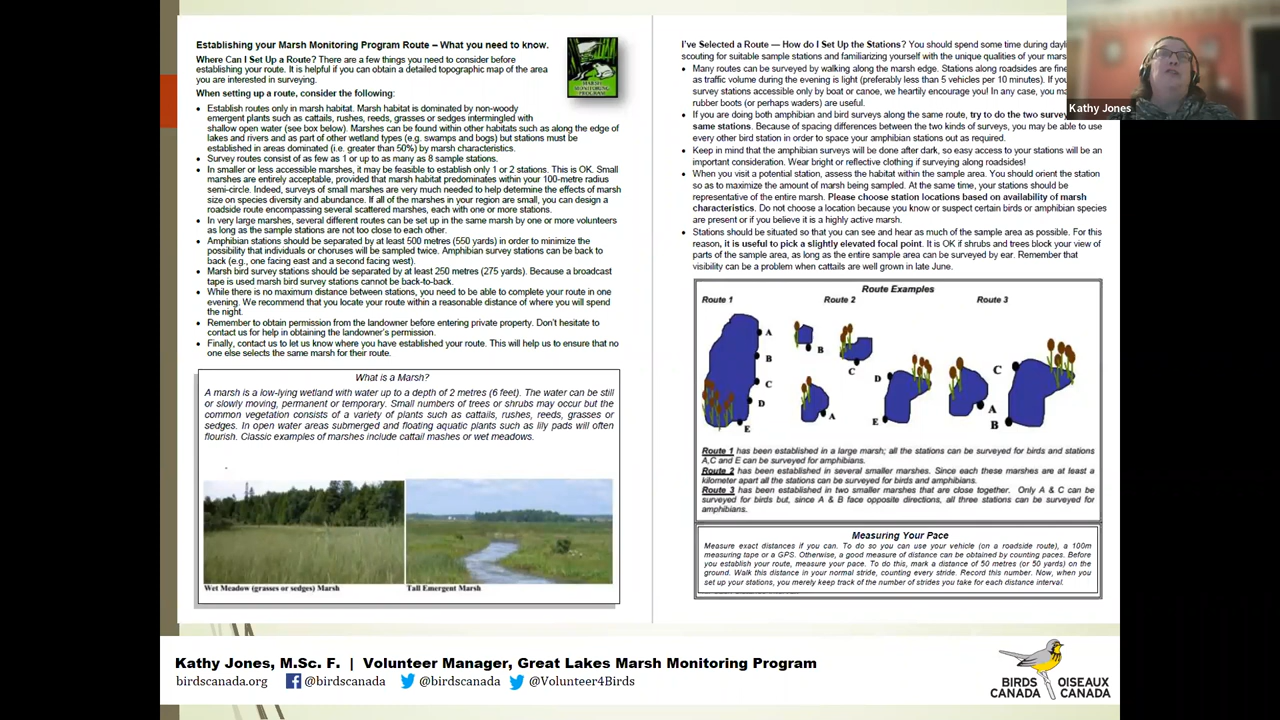 Establishing your Marsh Monitoring Program Route – What you need to know.
Where Can I Set Up a Route? There are a few things you need to consider before
establishing your route. It is helpful if you can obtain a detailed topographic map of the area
you are interested in surveying.
When setting up a route, consider the following:
• Establish routes only in marsh habitat. Marsh habitat is dominated by non-woody
emergent plants such as cattails, rushes, reeds, grasses or sedges intermingled with
shallow open water (see box below). Marshes can be found within other habitats such as along the edge of
lakes and rivers and as part of other wetland types (e.g. swamps and bogs) but stations must be
established in areas dominated (i.e. greater than 50%) by marsh characteristics.
• Survey routes consist of as few as 1 or up to as many as 8 sample stations.
• In smaller or less accessible marshes, it may be feasible to establish only 1 or 2 stations. This is OK. Small
marshes are entirely acceptable, provided that marsh habitat predominates within your 100-metre radius
semi-circle. Indeed, surveys of small marshes are very much needed to help determine the effects of marsh
size on species diversity and abundance. If all of the marshes in your region are small, you can design a
roadside route encompassing several scattered marshes, each with one or more stations.
• In very large marshes, several different routes can be set up in the same marsh by one or more volunteers
as long as the sample stations are not too close to each other.
• Amphibian stations should be separated by at least 500 metres (550 yards) in order to minimize the
possibility that individuals or choruses will be sampled twice. Amphibian survey stations can be back to
back (e.g., one facing east and a second facing west).
• Marsh bird survey stations should be separated by at least 250 metres (275 yards). Because a broadcast
tape is used marsh bird survey stations cannot be back-to-back.
• While there is no maximum distance between stations, you need to be able to complete your route in one
evening. We recommend that you locate your route within a reasonable distance of where you will spend
the night.
• Remember to obtain permission from the landowner before entering private property. Don't hesitate to
contact us for help in obtaining the landowner's permission.
• Finally, contact us to let us know where you have established your route. This will help us to ensure that no
one else selects the same marsh for their route.
What is a Marsh?
A marsh is a low-lying wetland with water up to a depth of 2 metres (6 feet). The water can be still
or slowly moving, permanent or temporary. Small numbers of trees or shrubs may occur but the
common vegetation consists of a variety of plants such as cattails, rushes, reeds, grasses or
sedges. In open water areas submerged and floating aquatic plants such as lily pads will often
flourish. Classic examples of marshes include cattail mashes or wet meadows.
Wet Meadow (grasses or sedges) Marsh
Tall Emergent Marsh
I've Selected a Route — How do I Set Up the Stations? You should spend some time during
scouting for suitable sample stations and familiarizing yourself with the unique qualities of your
• Many routes can be surveyed by walking along the marsh edge. Stations along roadsides are
as traffic volume during the evening is light (preferably less than 5 vehicles per 10 minutes). If
survey stations accessible only by boat or canoe, we heartily encourage you! In any case, you
rubber boots (or perhaps waders) are useful.
• If you are doing both amphibian and bird surveys along the same route, try to do the two
same stations. Because of spacing differences between the two kinds of surveys, you may be able to use
every other bird station in order to space your amphibian stations out as required.
• Keep in mind that the amphibian surveys will be done after dark, so easy access to your stations will be an
important consideration. Wear bright or reflective clothing if surveying along roadsides!
• When you visit a potential station, assess the habitat within the sample area. You should orient the station
so as to maximize the amount of marsh being sampled. At the same time, your stations should be
representative of the entire marsh. Please choose station locations based on availability of marsh
characteristics. Do not choose a location because you know or suspect certain birds or amphibian species
are present or if you believe it is a highly active marsh.
• Stations should be situated so that you can see and hear as much of the sample area as possible. For this
reason, it is useful to pick a slightly elevated focal point. It is OK if shrubs and trees block your view of
parts of the sample area, as long as the entire sample area can be surveyed by ear. Remember that
visibility can be a problem when cattails are well grown in late June.
Route Examples
Route 1 Route 2 Route 3
A
B
C
D
E
B
C
A
D
E
C
A
B
Route 1 has been established in a large marsh; all the stations can be surveyed for birds and stations
A,C and E can be surveyed for amphibians.
Route 2 has been established in several smaller marshes. Since each these marshes are at least a
kilometer apart all the stations can be surveyed for birds and amphibians.
Route 3 has been established in two smaller marshes that are close together. Only A & C can be
surveyed for birds but, since A & B face opposite directions, all three stations can be surveyed for
amphibians.
Measuring Your Pace
Measure exact distances if you can. To do so you can use your vehicle (on a roadside route), a 100m
measuring tape or a GPS. Otherwise, a good measure of distance can be obtained by counting paces. Before
you establish your route, measure your pace. To do this, mark a distance of 50 metres (or 50 yards) on the
ground. Walk this distance in your normal stride, counting every stride. Record this number. Now, when you
set up your stations, you merely keep track of the number of strides you take for each distance interval.
Kathy Jones
Kathy Jones, M.Sc. F. | Volunteer Manager, Great Lakes Marsh Monitoring Program
birdscanada.org @birdscanada @birdscanada @Volunteer4Birds
BIRDS CANADA
OISEAUX CANADA